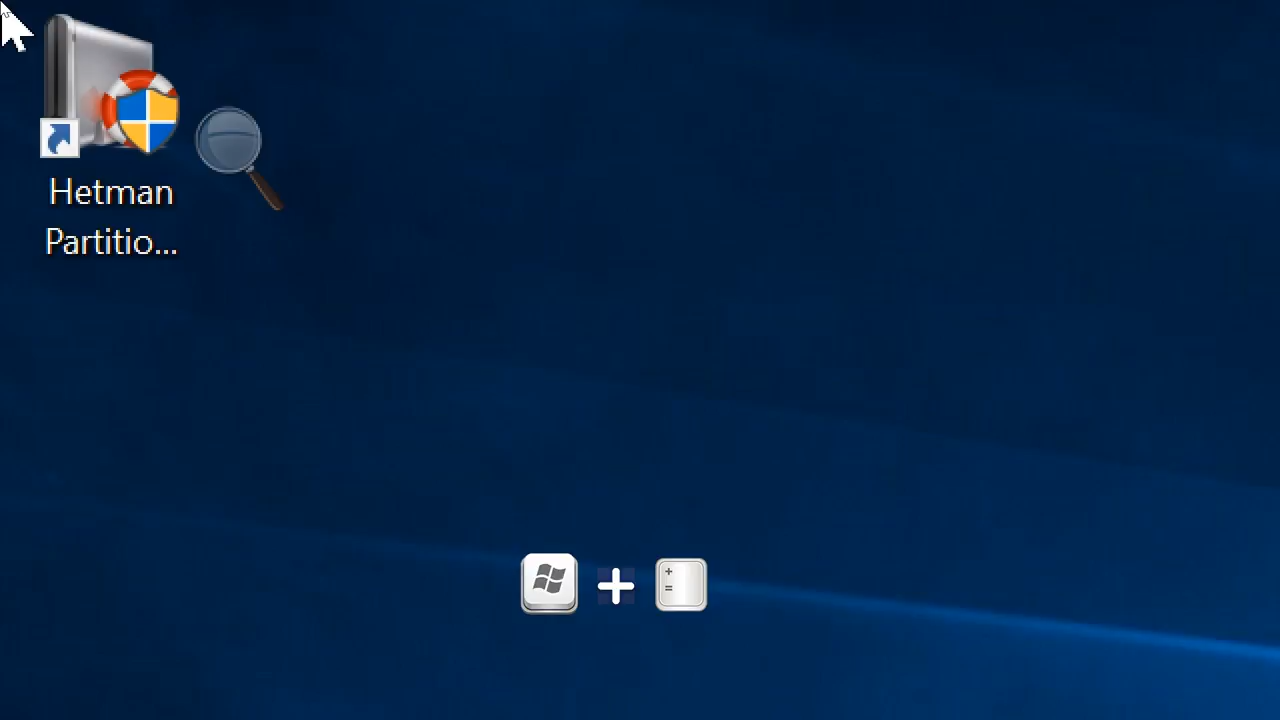 Hetman
Partitio...
+
+
=